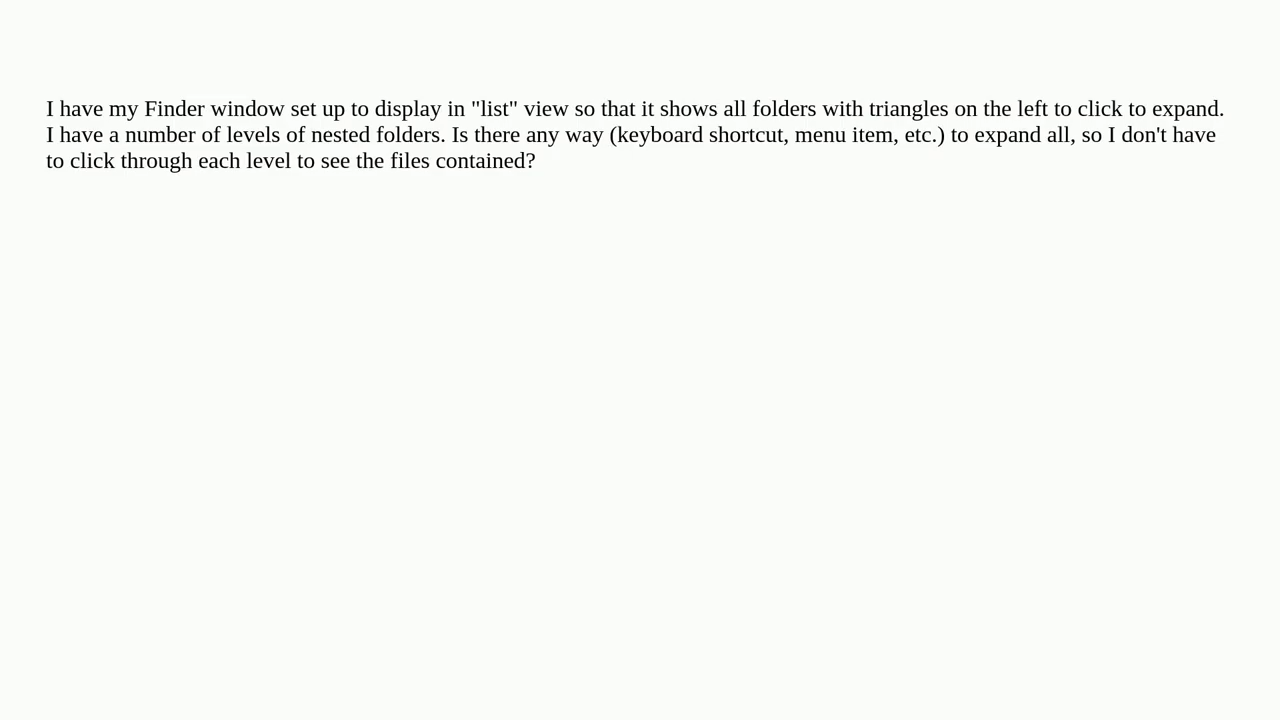 I have my Finder window set up to display in "list" view so that it shows all folders with triangles on the left to click to expand.
I have a number of levels of nested folders. Is there any way (keyboard shortcut, menu item, etc.) to expand all, so I don't have
to click through each level to see the files contained?